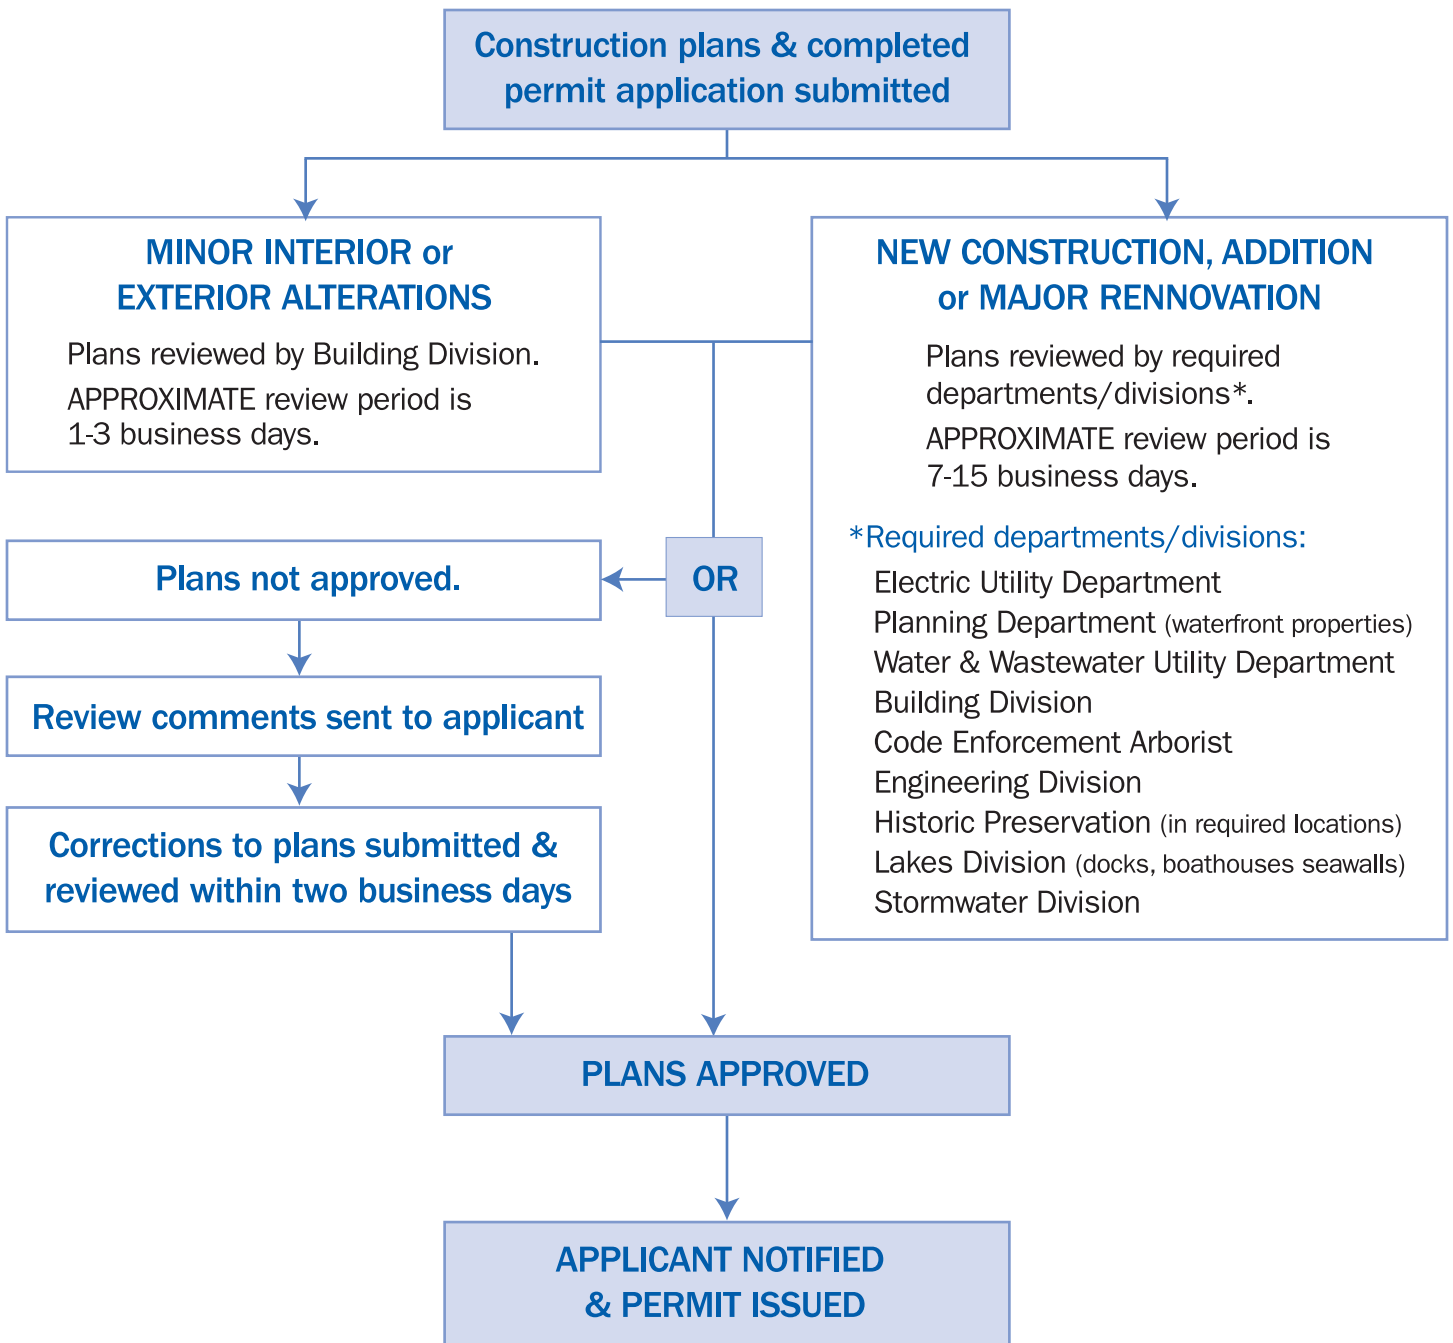 Construction plans & completed
permit application submitted
MINOR INTERIOR or
EXTERIOR ALTERATIONS
Plans reviewed by Building Division.
APPROXIMATE review period is
1-3 business days.
NEW CONSTRUCTION, ADDITION
or MAJOR RENNOVATION
Plans reviewed by required
departments/divisions*.
APPROXIMATE review period is
7-15 business days.
*Required departments/divisions:
Electric Utility Department
Planning Department (waterfront properties)
Water & Wastewater Utility Department
Building Division
Code Enforcement Arborist
Engineering Division
Historic Preservation (in required locations)
Lakes Division (docks, boathouses seawalls)
Stormwater Division
OR
Plans not approved.
Review comments sent to applicant
Corrections to plans submitted &
reviewed within two business days
PLANS APPROVED
APPLICANT NOTIFIED
& PERMIT ISSUED